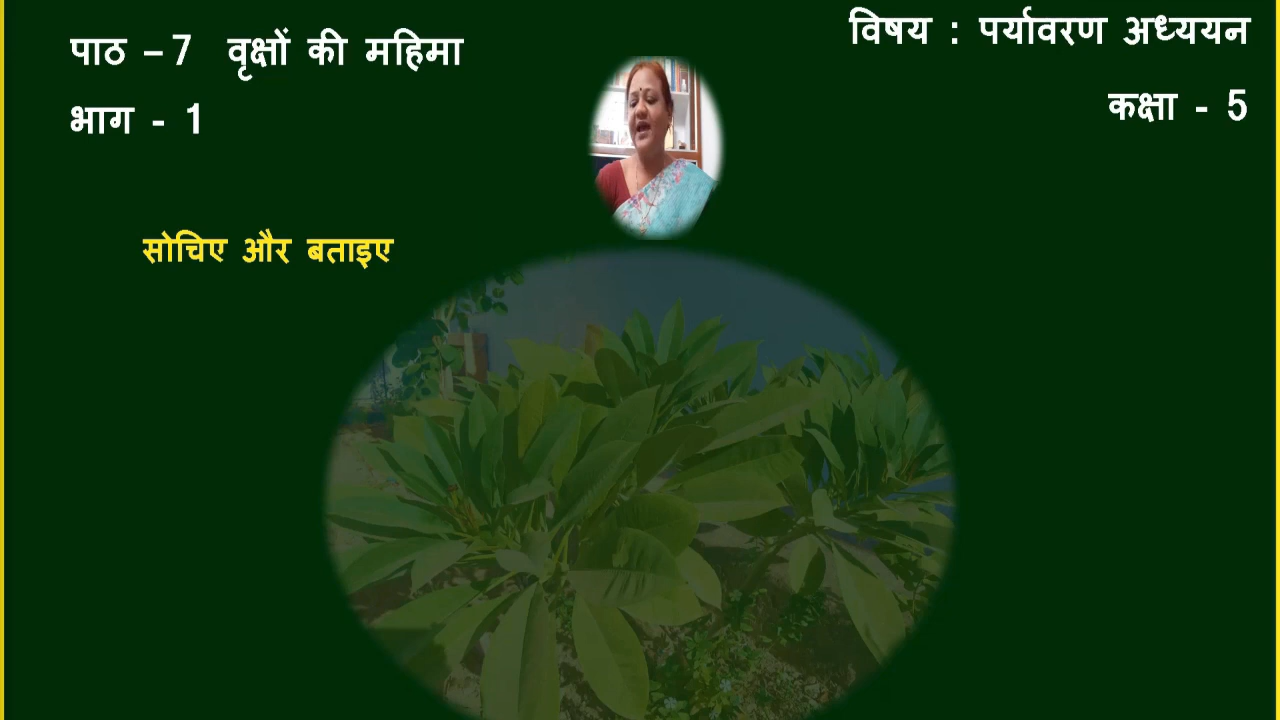 पाठ – 7 वृक्षों की महिमा
भाग - 1
विषय : पर्यावरण अध्ययन
कक्षा - 5
सोचिए और बताइए